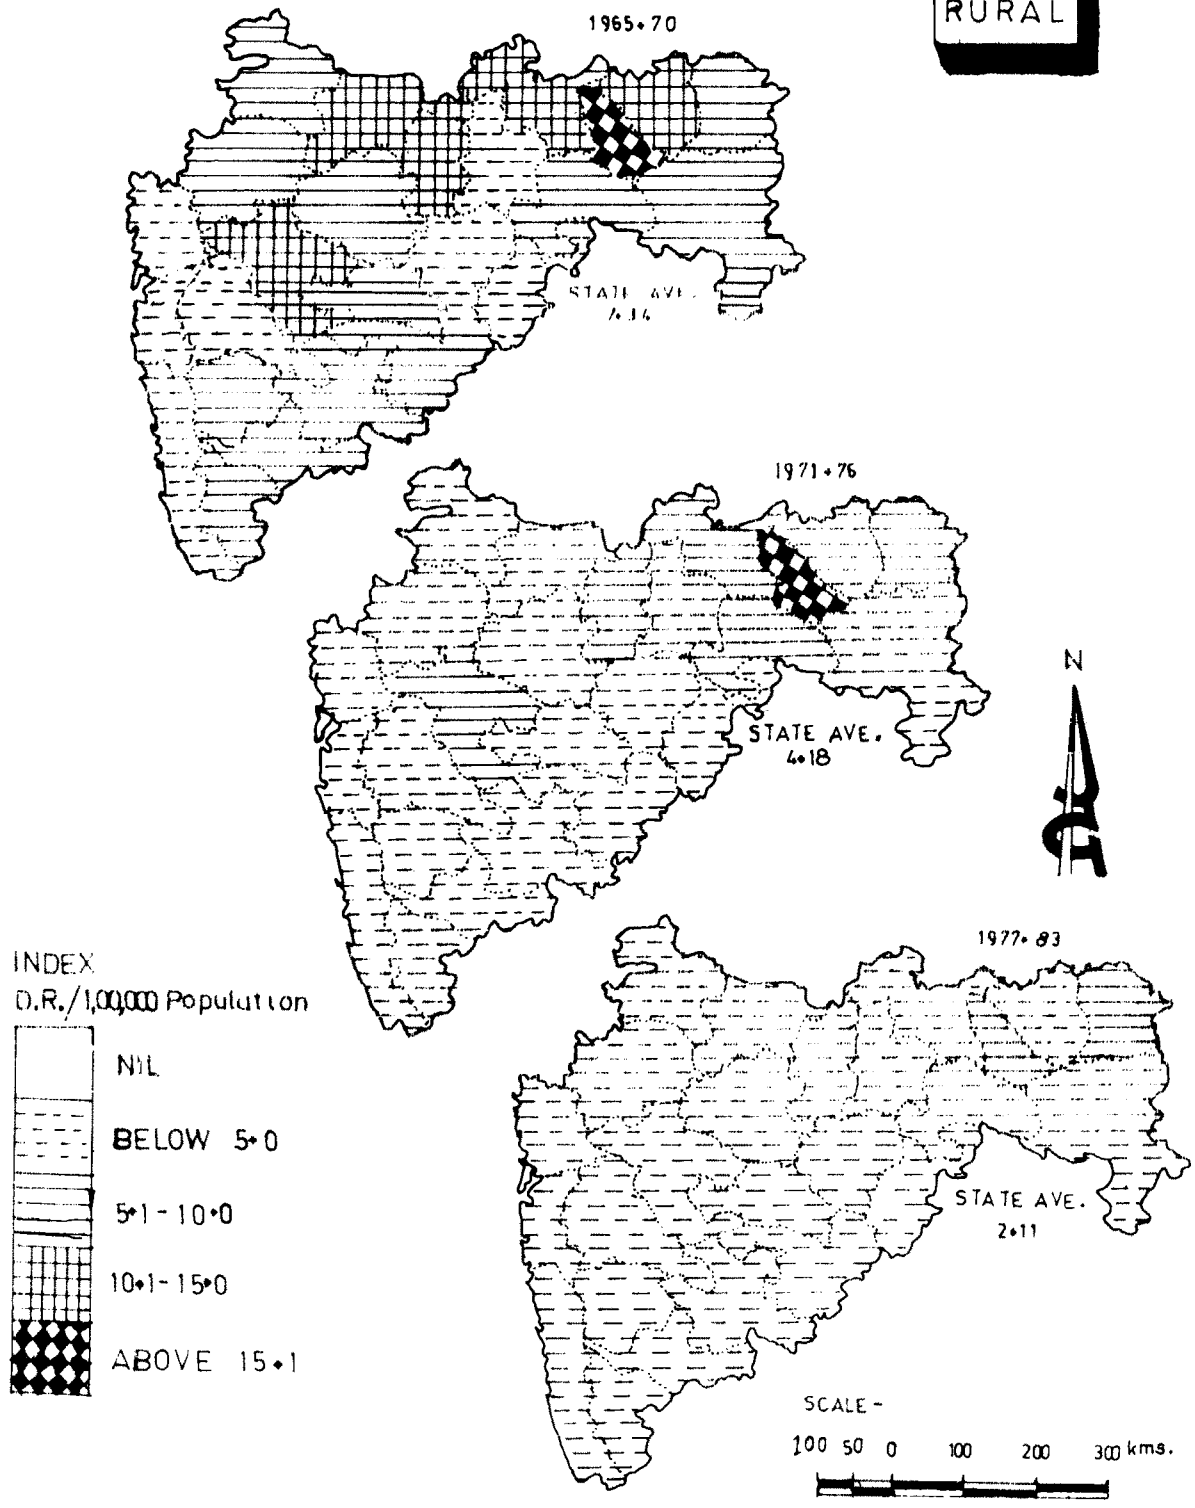 RURAL
1965•70
STATE AVE.
1971•76
N
STATE AVE.
4•18
1977•83
STATE AVE.
2•11
INDEX
D.R./1,00,000 Population
NIL
BELOW 5•0
5•1-10•0
10•1-15•0
ABOVE 15•1
SCALE-
100 50 0 100 200 300 kms.